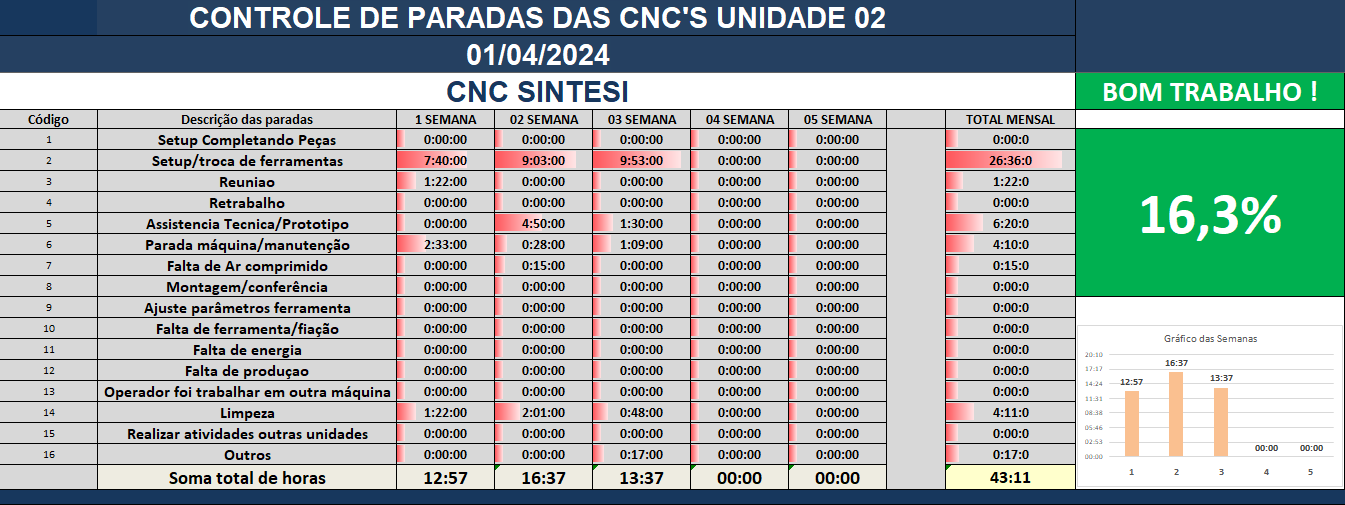 CONTROLE DE PARADAS DAS CNC'S UNIDADE 02
01/04/2024
CNC SINTESI
BOM TRABALHO !
Código Descrição das paradas 1 SEMANA 02 SEMANA 03 SEMANA 04 SEMANA 05 SEMANA TOTAL MENSAL
1 Setup Completando Peças 0:00:00 0:00:00 0:00:00 0:00:00 0:00:00 0:00:0
2 Setup/troca de ferramentas 7:40:00 9:03:00 9:53:00 0:00:00 0:00:00 26:36:0
3 Reuniao 1:22:00 0:00:00 0:00:00 0:00:00 0:00:00 1:22:0
4 Retrabalho 0:00:00 0:00:00 0:00:00 0:00:00 0:00:00 0:00:0
5 Assistencia Tecnica/Prototipo 0:00:00 4:50:00 1:30:00 0:00:00 0:00:00 6:20:0
6 Parada máquina/manutenção 2:33:00 0:28:00 1:09:00 0:00:00 0:00:00 4:10:0
7 Falta de Ar comprimido 0:00:00 0:15:00 0:00:00 0:00:00 0:00:00 0:15:0
8 Montagem/conferência 0:00:00 0:00:00 0:00:00 0:00:00 0:00:00 0:00:0
9 Ajuste parâmetros ferramenta 0:00:00 0:00:00 0:00:00 0:00:00 0:00:00 0:00:0
10 Falta de ferramenta/fiação 0:00:00 0:00:00 0:00:00 0:00:00 0:00:00 0:00:0
11 Falta de energia 0:00:00 0:00:00 0:00:00 0:00:00 0:00:00 0:00:0
12 Falta de produçao 0:00:00 0:00:00 0:00:00 0:00:00 0:00:00 0:00:0
13 Operador foi trabalhar em outra máquina 0:00:00 0:00:00 0:00:00 0:00:00 0:00:00 0:00:0
14 Limpeza 1:22:00 2:01:00 0:48:00 0:00:00 0:00:00 4:11:0
15 Realizar atividades outras unidades 0:00:00 0:00:00 0:00:00 0:00:00 0:00:00 0:00:0
16 Outros 0:00:00 0:00:00 0:17:00 0:00:00 0:00:00 0:17:0
Soma total de horas 12:57 16:37 13:37 00:00 00:00 43:11
16,3%
Gráfico das Semanas
20:10
17:17
14:24
11:31
08:38
05:46
02:53
00:00
12:57 16:37 13:37 00:00 00:00
1 2 3 4 5